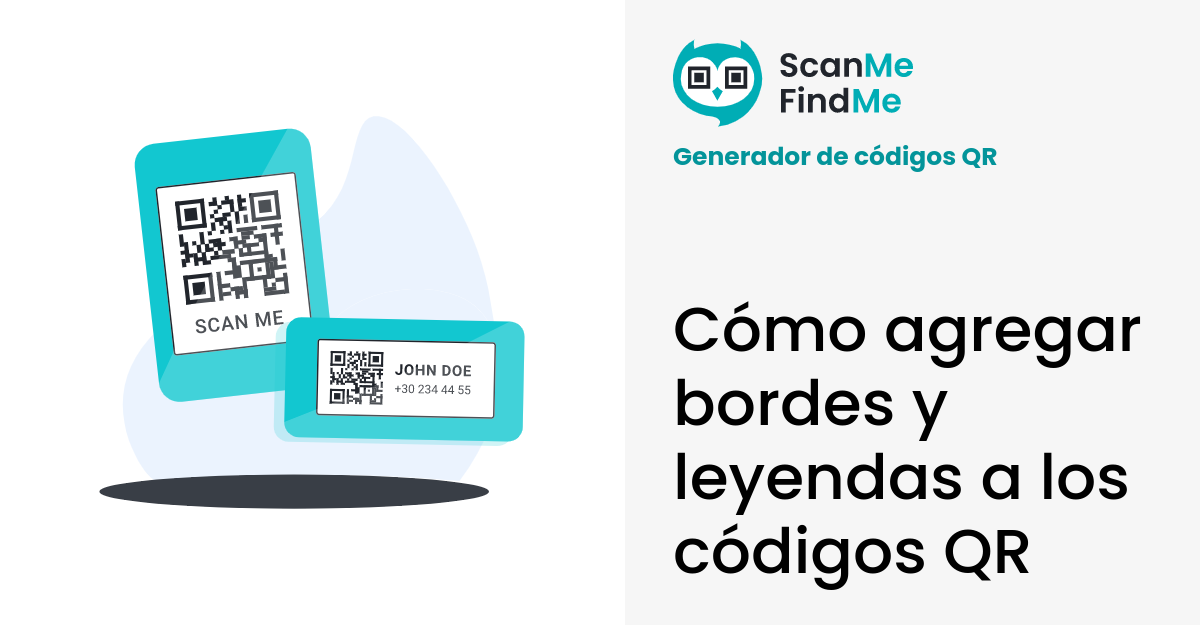 SCAN ME
JOHN DOE
+30 234 44 55
ScanMe
FindMe
Generador de códigos QR
Cómo agregar
bordes y
leyendas a los
códigos QR